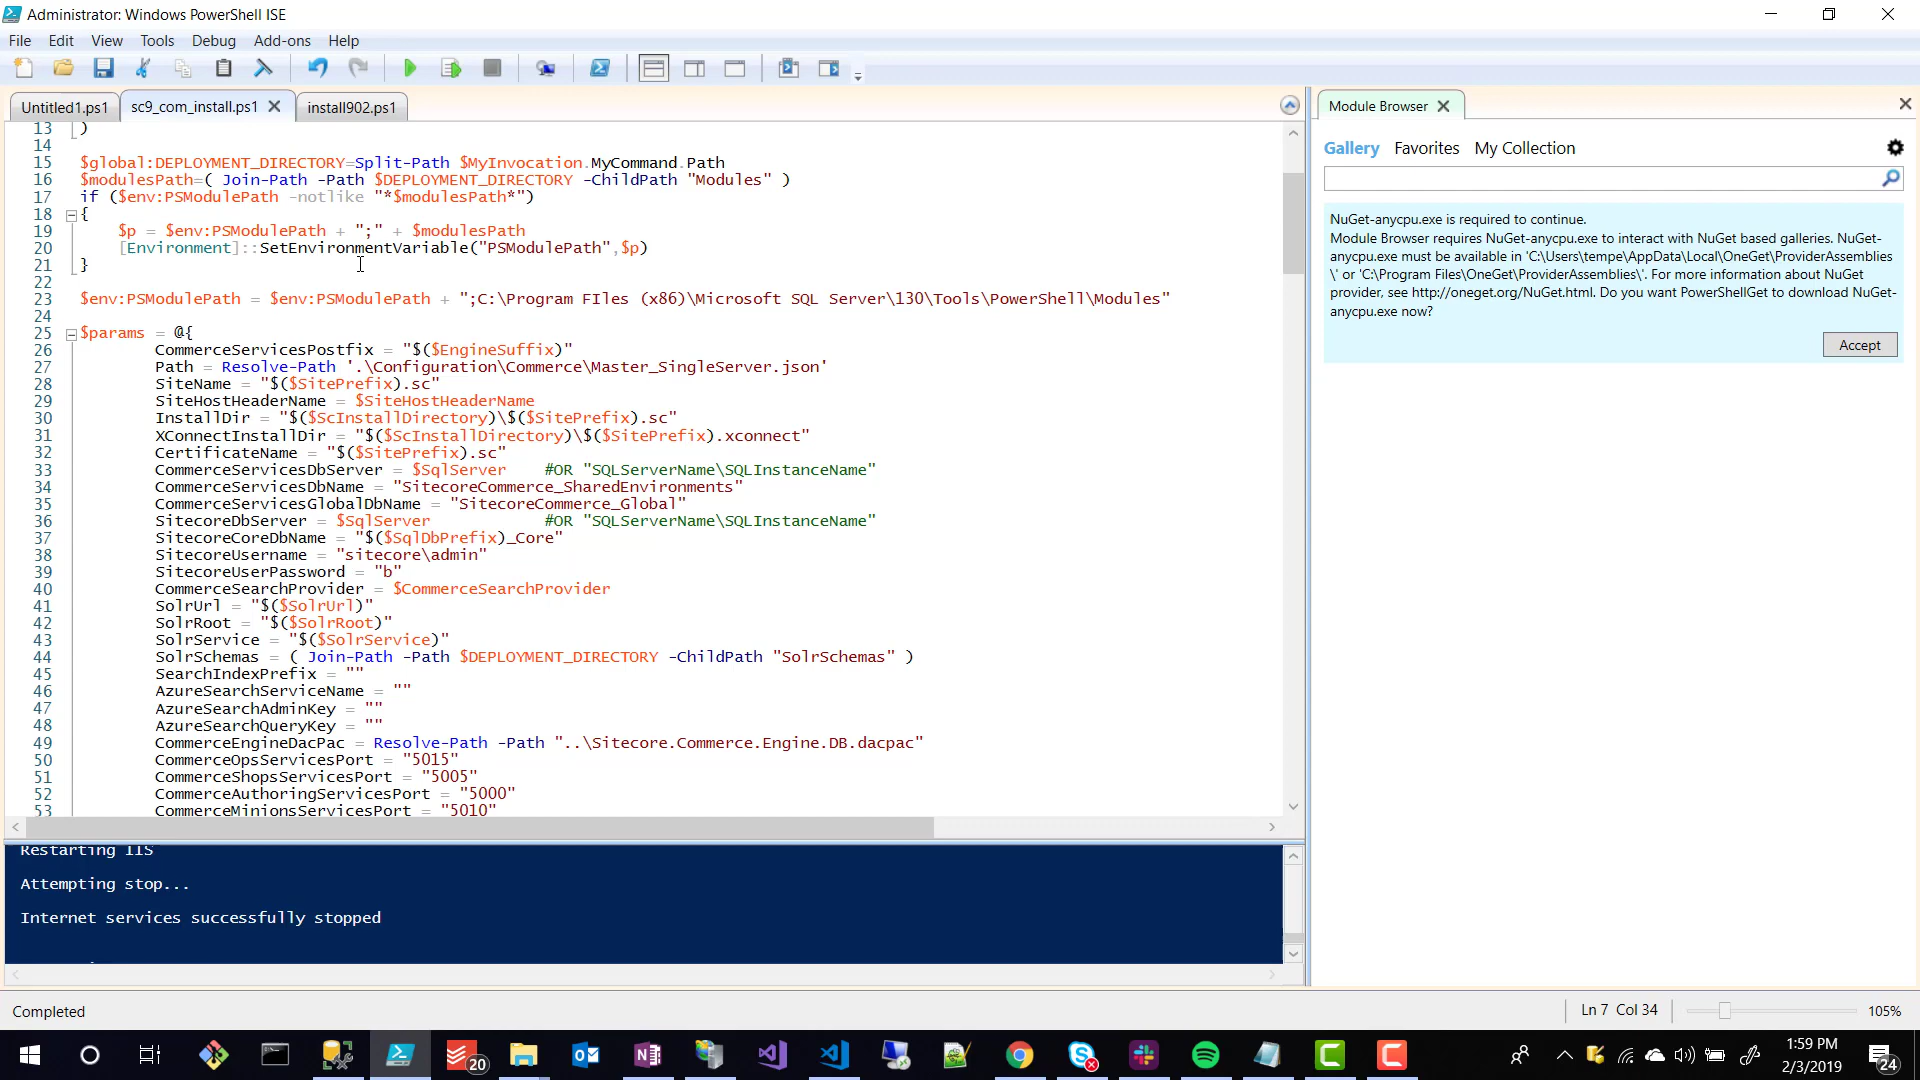 Administrator: Windows PowerShell ISE
File Edit View Tools Debug Add-ons Help
Untitled1.ps1 sc9_com_install.ps1 install902.ps1
13 )
14
15 $global:DEPLOYMENT_DIRECTORY=Split-Path $MyInvocation.MyCommand.Path
16 $modulesPath=( Join-Path -Path $DEPLOYMENT_DIRECTORY -ChildPath "Modules" )
17 if ($env:PSModulePath -notlike "*$modulesPath*")
18 {
19 $p = $env:PSModulePath + ";" + $modulesPath
20 [Environment]::SetEnvironmentVariable("PSModulePath",$p)
21 }
22
23 $env:PSModulePath = $env:PSModulePath + ";C:\Program FIles (x86)\Microsoft SQL Server\130\Tools\PowerShell\Modules"
24
25 $params = @{
26 CommerceServicesPostfix = "$($EngineSuffix)"
27 Path = Resolve-Path '.\Configuration\Commerce\Master_SingleServer.json'
28 SiteName = "$($SitePrefix).sc"
29 SiteHostHeaderName = $SiteHostHeaderName
30 InstallDir = "$($ScInstallDirectory)\$($SitePrefix).sc"
31 XConnectInstallDir = "$($ScInstallDirectory)\$($SitePrefix).xconnect"
32 CertificateName = "$($SitePrefix).sc"
33 CommerceServicesDbServer = $SqlServer #OR "SQLServerName\SQLInstanceName"
34 CommerceServicesDbName = "SitecoreCommerce_SharedEnvironments"
35 CommerceServicesGlobalDbName = "SitecoreCommerce_Global"
36 SitecoreDbServer = $SqlServer #OR "SQLServerName\SQLInstanceName"
37 SitecoreCoreDbName = "$($SqlDbPrefix)_Core"
38 SitecoreUsername = "sitecore\admin"
39 SitecoreUserPassword = "b"
40 CommerceSearchProvider = $CommerceSearchProvider
41 SolrUrl = "$($SolrUrl)"
42 SolrRoot = "$($SolrRoot)"
43 SolrService = "$($SolrService)"
44 SolrSchemas = ( Join-Path -Path $DEPLOYMENT_DIRECTORY -ChildPath "SolrSchemas" )
45 SearchIndexPrefix = ""
46 AzureSearchServiceName = ""
47 AzureSearchAdminKey = ""
48 AzureSearchQueryKey = ""
49 CommerceEngineDacPac = Resolve-Path -Path "..\Sitecore.Commerce.Engine.DB.dacpac"
50 CommerceOpsServicesPort = "5015"
51 CommerceShopsServicesPort = "5005"
52 CommerceAuthoringServicesPort = "5000"
53 CommerceMinionsServicesPort = "5010"
Restarting IIS
Attempting stop...
Internet services successfully stopped
Module Browser
Gallery Favorites My Collection
NuGet-anycpu.exe is required to continue.
Module Browser requires NuGet-anycpu.exe to interact with NuGet based galleries. NuGet-
anycpu.exe must be available in 'C:\Users\tempe\AppData\Local\OneGet\ProviderAssemblies
\' or 'C:\Program Files\OneGet\ProviderAssemblies\'. For more information about NuGet
provider, see http://oneget.org/NuGet.html. Do you want PowerShellGet to download NuGet-
anycpu.exe now?
Accept
Completed
Ln 7 Col 34
105%
20
1:59 PM
2/3/2019
24